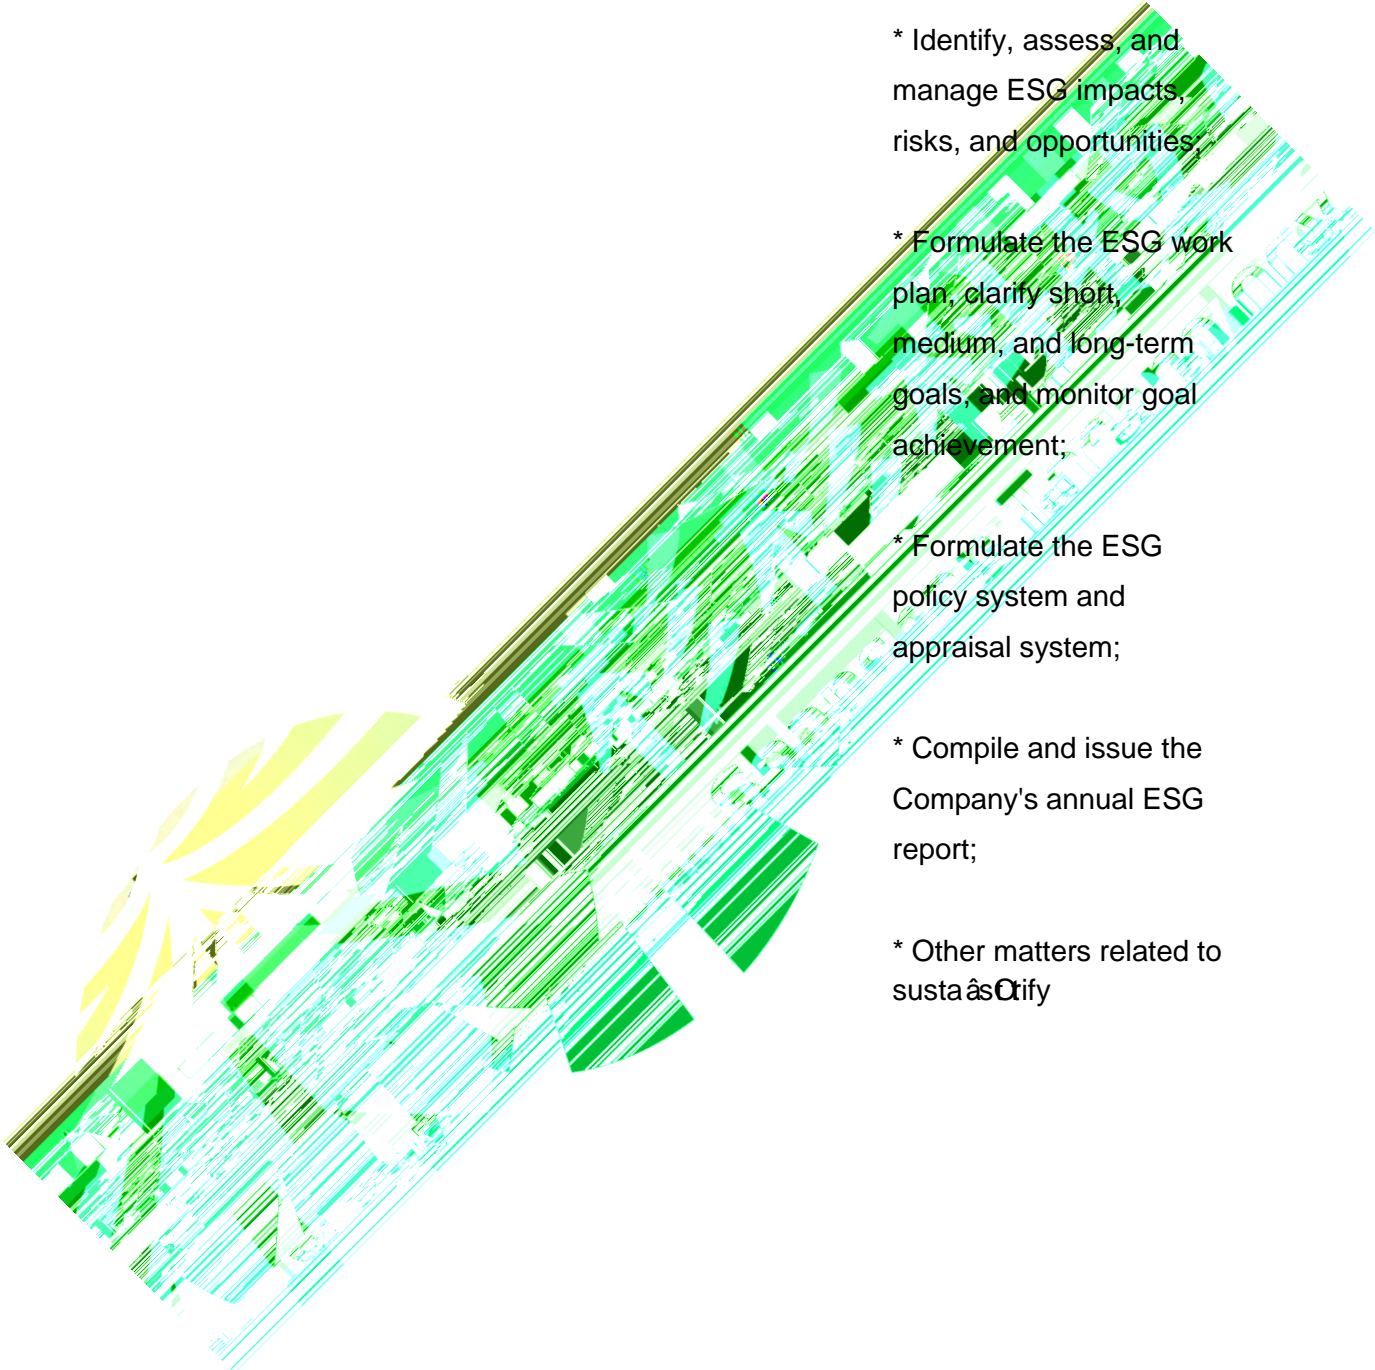 * Identify, assess, and
manage ESG impacts,
risks, and opportunities;
* Formulate the ESG work
plan, clarify short,
medium, and long-term
goals, and monitor goal
achievement;
* Formulate the ESG
policy system and
appraisal system;
* Compile and issue the
Company's annual ESG
report;
* Other matters related to